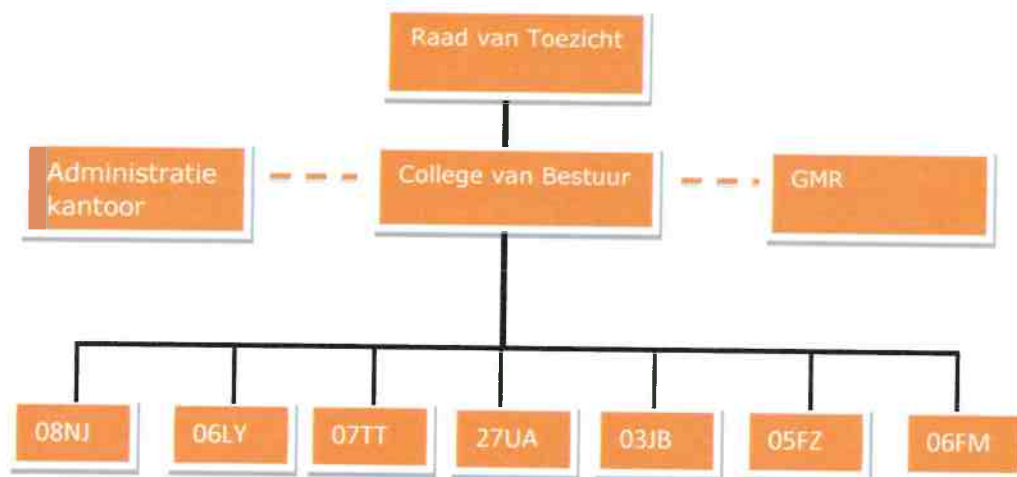 Raad van Toezicht
Administratie
kantoor
College van Bestuur
GMR
08NJ
06LY
07TT
27UA
03JB
05FZ
06FM